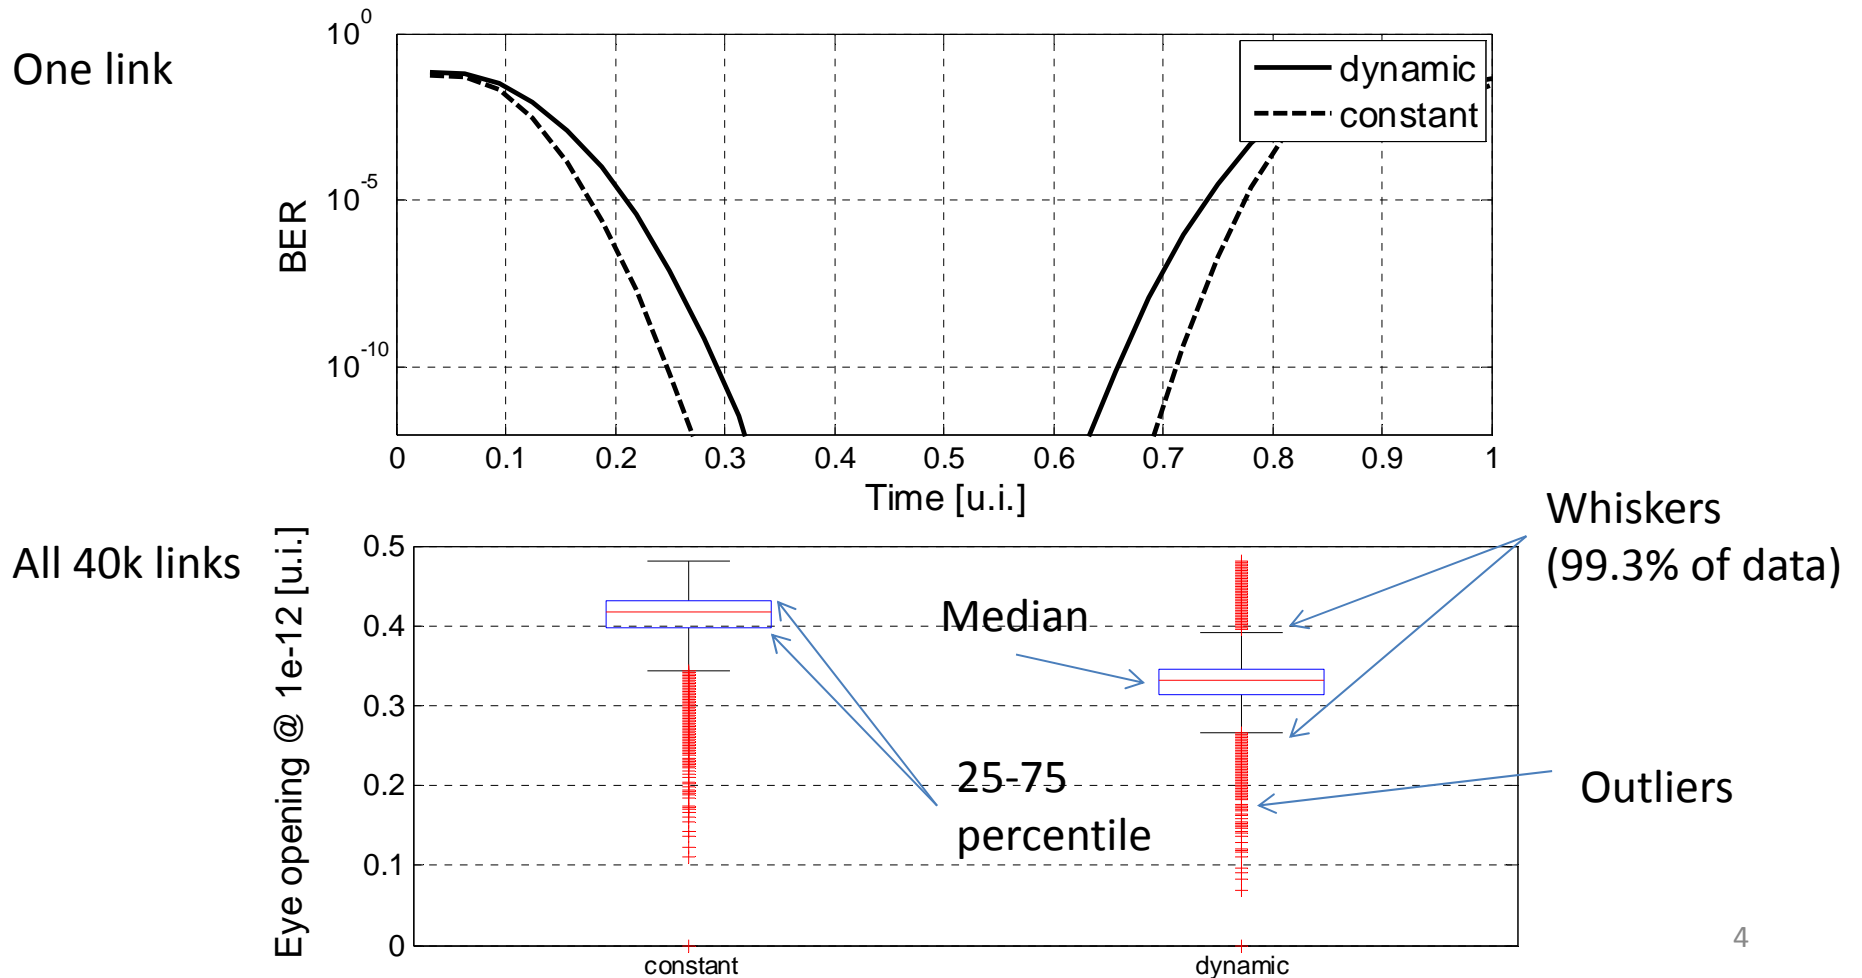 One link
10^0
10^-5
10^-10
BER
dynamic
constant
0 0.1 0.2 0.3 0.4 0.5 0.6 0.7 0.8 0.9 1
Time [u.i.]
All 40k links
Eye opening @ 1e-12 [u.i.]
0.5
0.4
0.3
0.2
0.1
0
Median
25-75
percentile
Whiskers
(99.3% of data)
Outliers
constant
dynamic
4